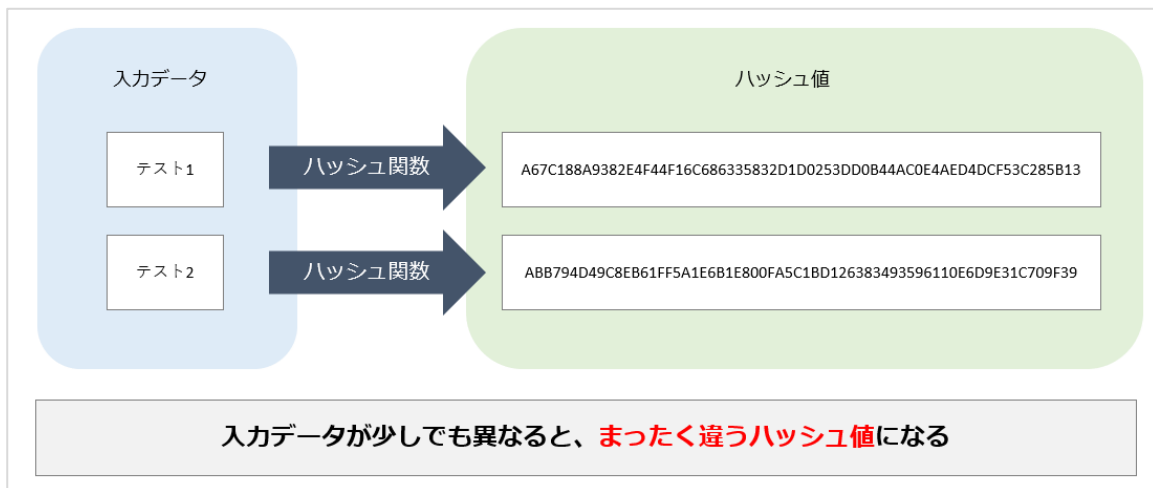 入力データ
ハッシュ値
テスト1
ハッシュ関数
A67C188A9382E4F44F16C686335832D1D0253DD0B44AC0E4AED4DCF53C285B13
テスト2
ハッシュ関数
ABB794D49C8EB61FF5A1E6B1E800FA5C1BD126383493596110E6D9E31C709F39
入力データが少しでも異なると、まったく違うハッシュ値になる